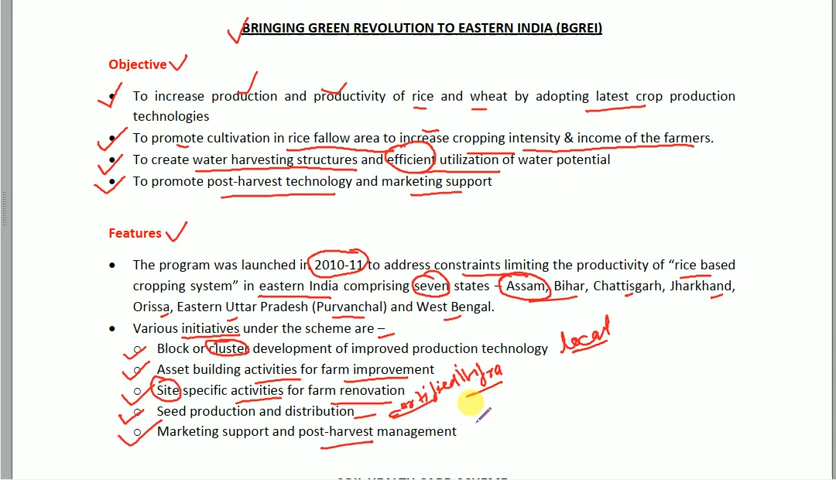 BRINGING GREEN REVOLUTION TO EASTERN INDIA (BGREI)
Objective
• To increase production and productivity of rice and wheat by adopting latest crop production
technologies
• To promote cultivation in rice fallow area to increase cropping intensity & income of the farmers.
• To create water harvesting structures and efficient utilization of water potential
• To promote post-harvest technology and marketing support
Features
• The program was launched in 2010-11 to address constraints limiting the productivity of “rice based
cropping system” in eastern India comprising seven states - Assam, Bihar, Chattisgarh, Jharkhand,
Orissa, Eastern Uttar Pradesh (Purvanchal) and West Bengal.
• Various initiatives under the scheme are –
o Block or cluster development of improved production technology
local
o Asset building activities for farm improvement
o Site specific activities for farm renovation
certified infra
o Seed production and distribution
o Marketing support and post-harvest management